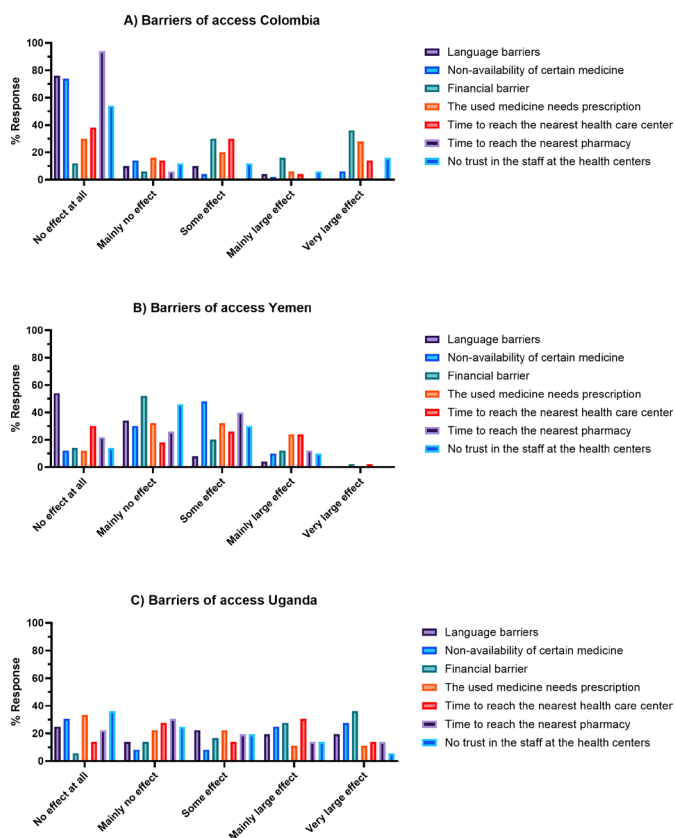 A) Barriers of access Colombia
% Response
100
80
60
40
20
0
No effect at all
Mainly no effect
Some effect
Mainly large effect
Very large effect
Language barriers
Non-availability of certain medicine
Financial barrier
The used medicine needs prescription
Time to reach the nearest health care center
Time to reach the nearest pharmacy
No trust in the staff at the health centers
B) Barriers of access Yemen
% Response
100
80
60
40
20
0
No effect at all
Mainly no effect
Some effect
Mainly large effect
Very large effect
Language barriers
Non-availability of certain medicine
Financial barrier
The used medicine needs prescription
Time to reach the nearest health care center
Time to reach the nearest pharmacy
No trust in the staff at the health centers
C) Barriers of access Uganda
% Response
100
80
60
40
20
0
No effect at all
Mainly no effect
Some effect
Mainly large effect
Very large effect
Language barriers
Non-availability of certain medicine
Financial barrier
The used medicine needs prescription
Time to reach the nearest health care center
Time to reach the nearest pharmacy
No trust in the staff at the health centers